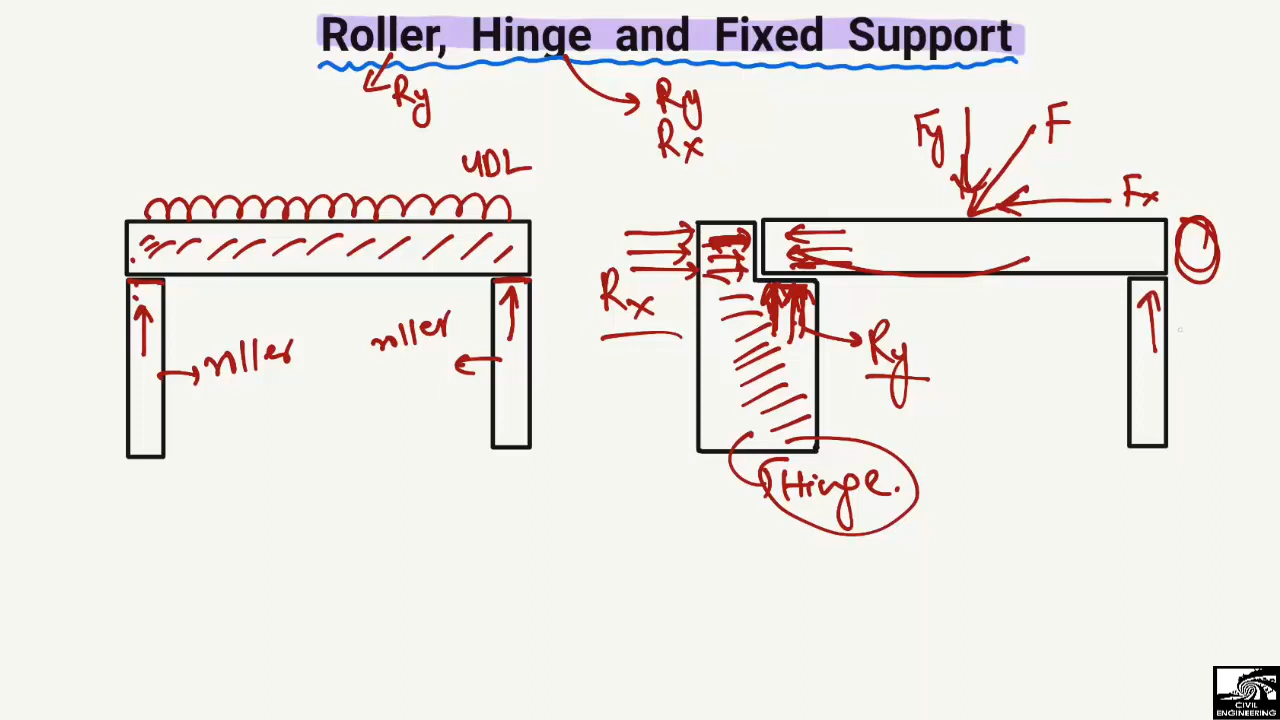 Roller, Hinge and Fixed Support
Ry
Ry
Rx
UDL
Fy
F
Fx
Rx
roller
roller
Ry
Hinge.
CIVIL
ENGINEERING